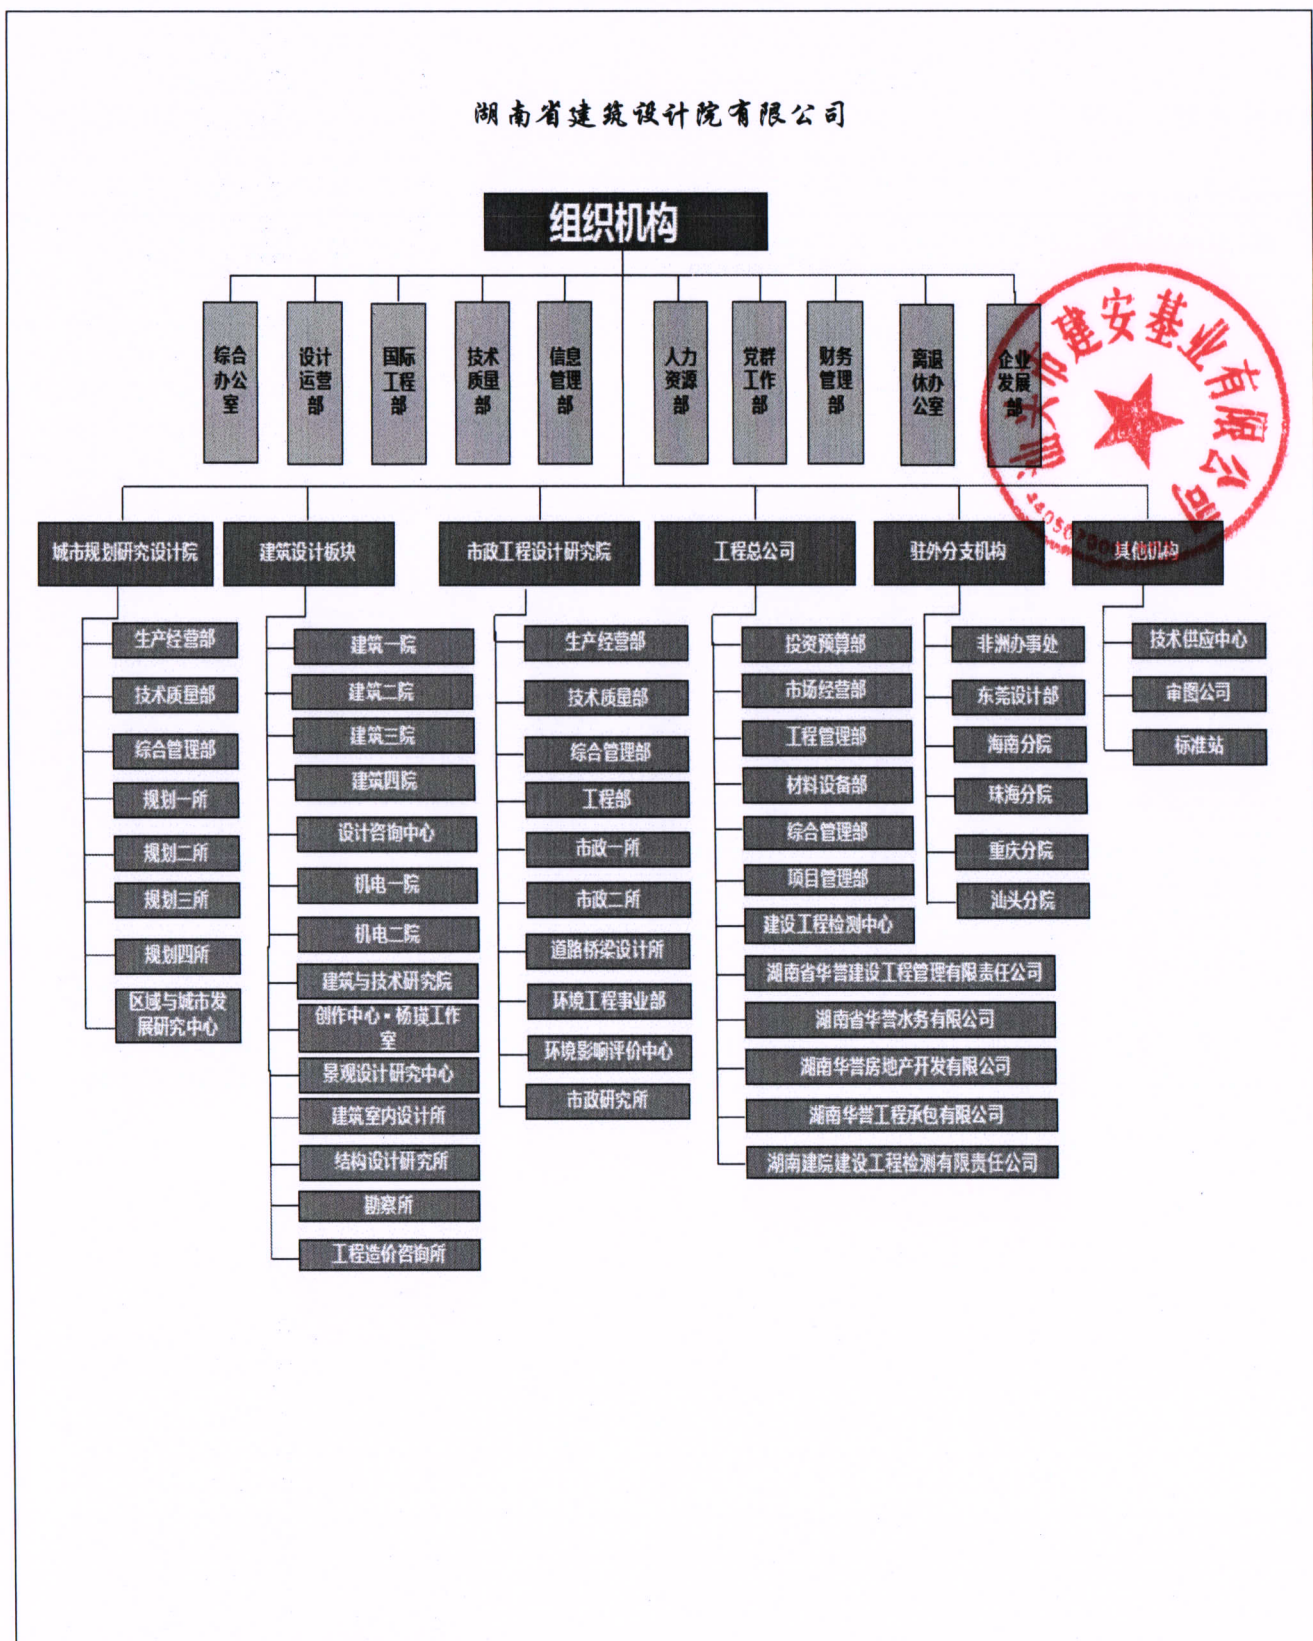 湖南省建筑设计院有限公司
组织机构
综合
办公
室
设计
运营
部
国际
工程
部
技术
质量
部
信息
管理
部
人力
资源
部
党群
工作
部
财务
管理
部
离退
休办
公室
企业
发展
部
汕头市建安基业有限公司
城市规划研究设计院
建筑设计板块
市政工程设计研究院
工程总公司
驻外分支机构
其他机构
生产经营部
技术质量部
综合管理部
规划一所
规划二所
规划三所
规划四所
区域与城市发
展研究中心
建筑一院
建筑二院
建筑三院
建筑四院
设计咨询中心
机电一院
机电二院
建筑与技术研究院
创作中心·杨瑛工作
室
景观设计研究中心
建筑室内设计所
结构设计研究所
勘察所
工程造价咨询所
生产经营部
技术质量部
综合管理部
工程部
市政一所
市政二所
道路桥梁设计所
环境工程事业部
环境影响评价中心
市政研究所
投资预算部
市场经营部
工程管理部
材料设备部
综合管理部
项目管理部
建设工程检测中心
湖南省华誉建设工程管理有限责任公司
湖南省华誉水务有限公司
湖南华誉房地产开发有限公司
湖南华誉工程承包有限公司
湖南建院建设工程检测有限责任公司
非洲办事处
东莞设计部
海南分院
珠海分院
重庆分院
汕头分院
技术供应中心
审图公司
标准站